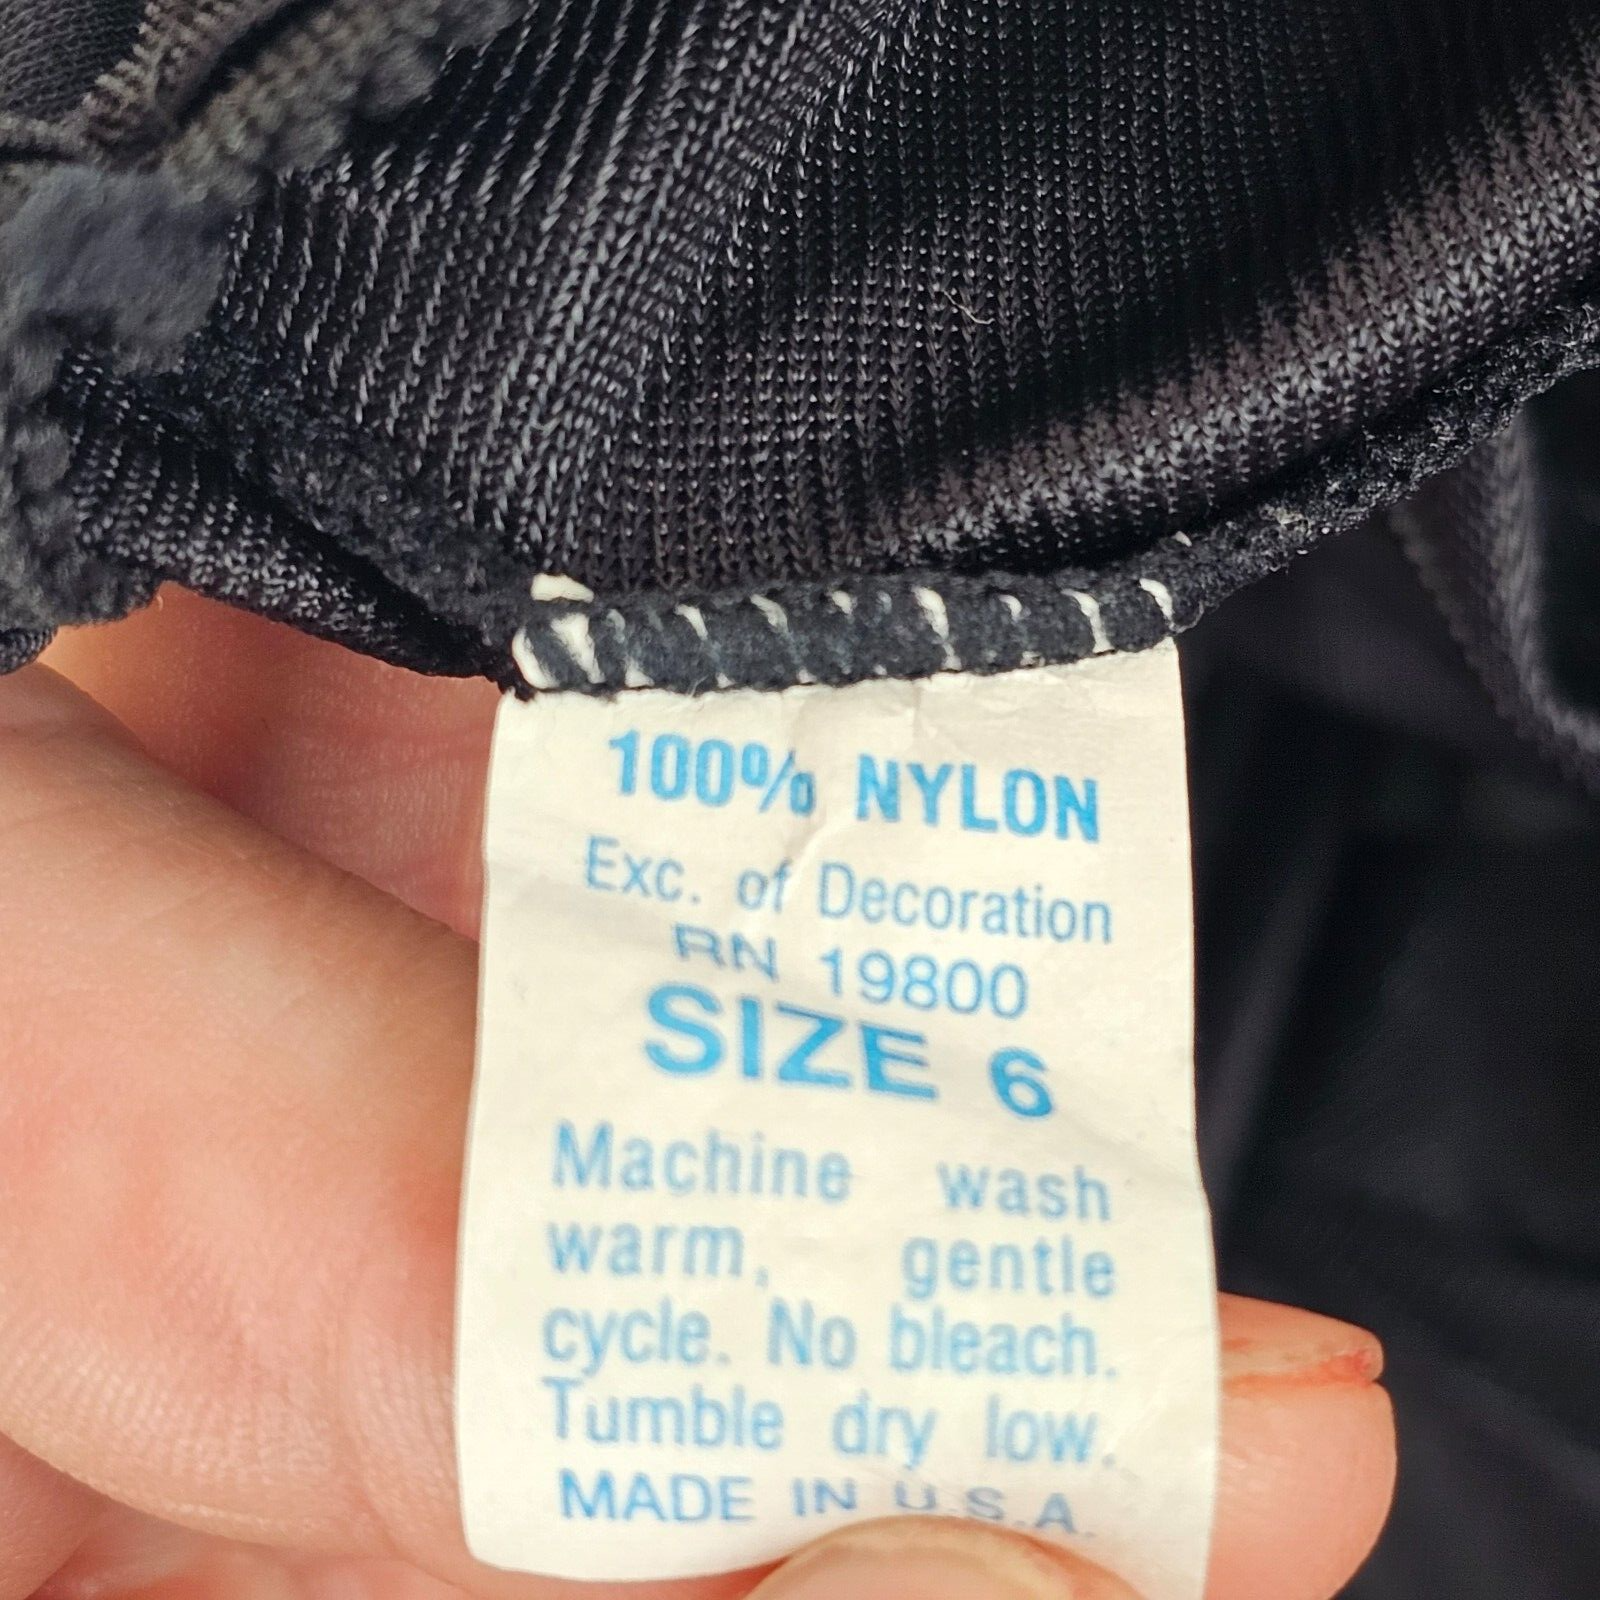 100% NYLON
Exc. of Decoration
RN 19800
SIZE 6
Machine wash
warm, gentle
cycle. No bleach.
Tumble dry low.
MADE IN U.S.A.